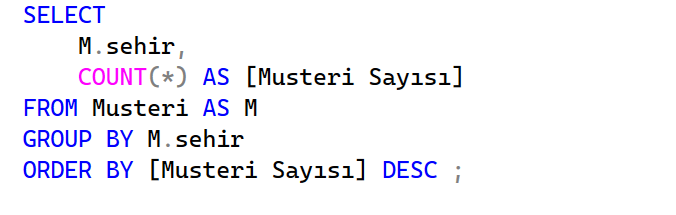 SELECT
    M.sehir,
    COUNT(*) AS [Musteri Sayısı]
FROM Musteri AS M
GROUP BY M.sehir
ORDER BY [Musteri Sayısı] DESC ;